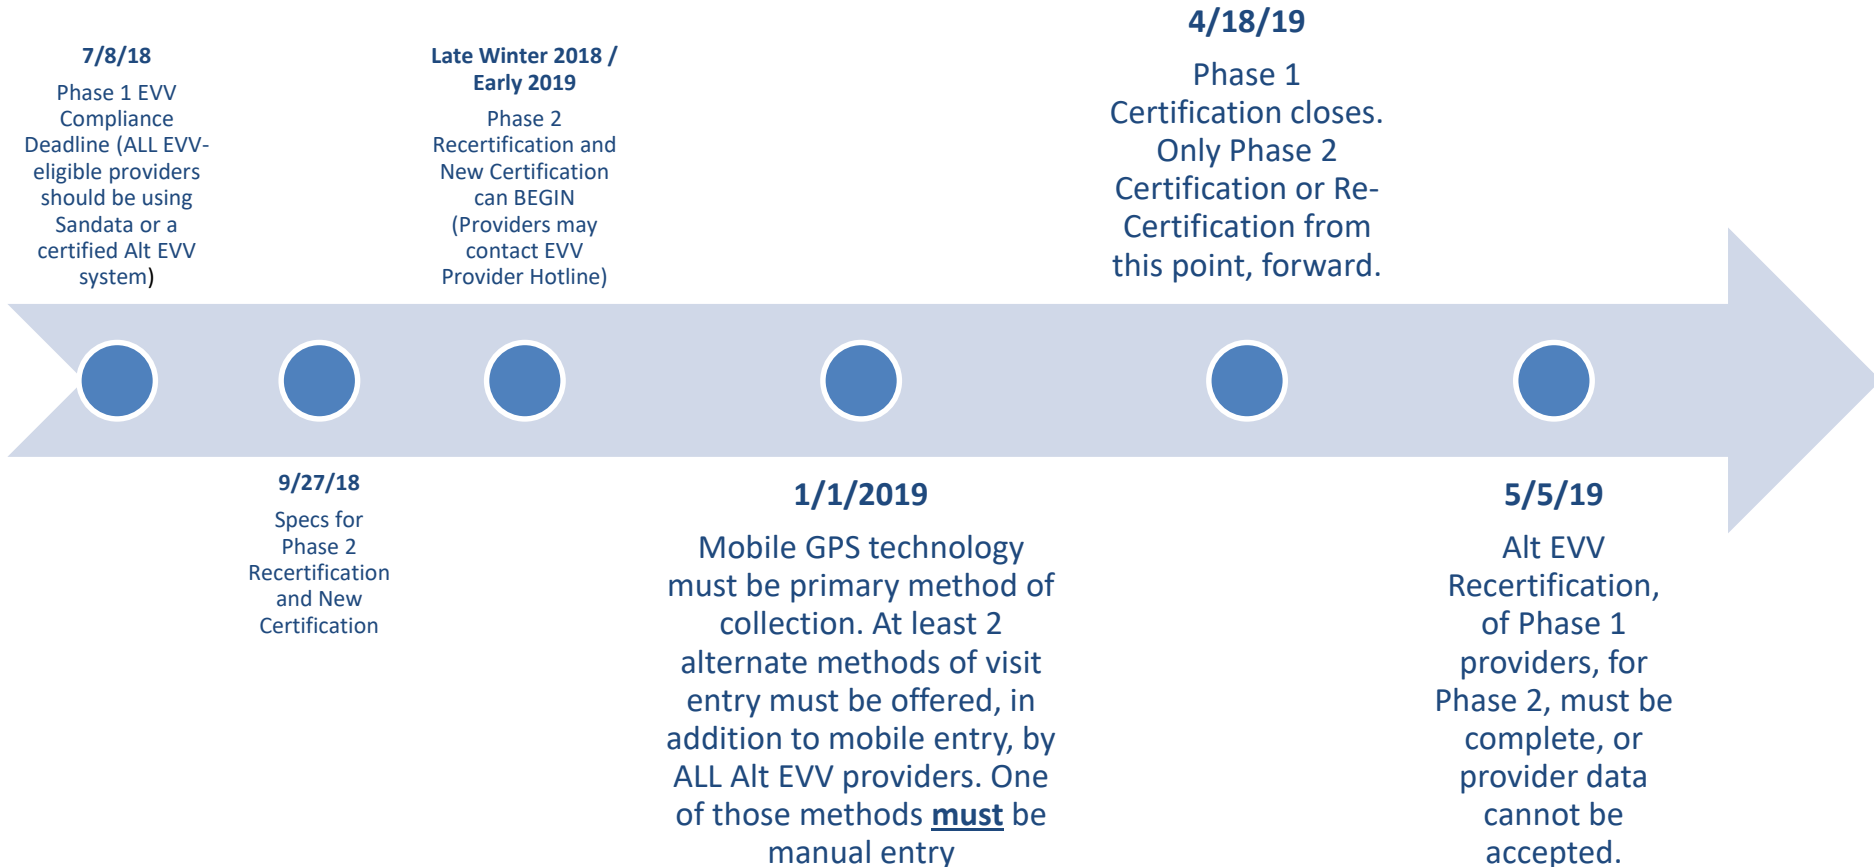 7/8/18
Phase 1 EVV
Compliance
Deadline (ALL EVV-
eligible providers
should be using
Sandata or a
certified Alt EVV
system)
9/27/18
Specs for
Phase 2
Recertification
and New
Certification
Late Winter 2018 /
Early 2019
Phase 2
Recertification and
New Certification
can BEGIN
(Providers may
contact EVV
Provider Hotline)
1/1/2019
Mobile GPS technology
must be primary method of
collection. At least 2
alternate methods of visit
entry must be offered, in
addition to mobile entry, by
ALL Alt EVV providers. One
of those methods must be
manual entry
4/18/19
Phase 1
Certification closes.
Only Phase 2
Certification or Re-
Certification from
this point, forward.
5/5/19
Alt EVV
Recertification,
of Phase 1
providers, for
Phase 2, must be
complete, or
provider data
cannot be
accepted.